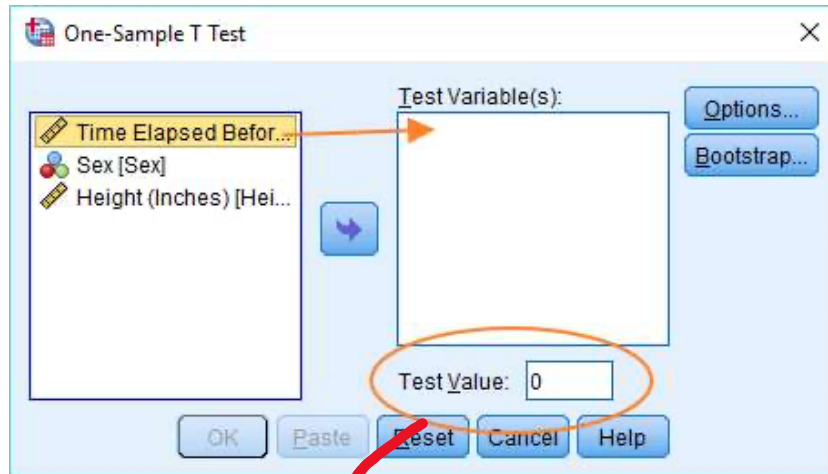 One-Sample T Test
Test Variable(s):
Time Elapsed Befor...
Sex [Sex]
Height (Inches) [Hei...
Options...
Bootstrap...
Test Value: 0
OK Paste Reset Cancel Help